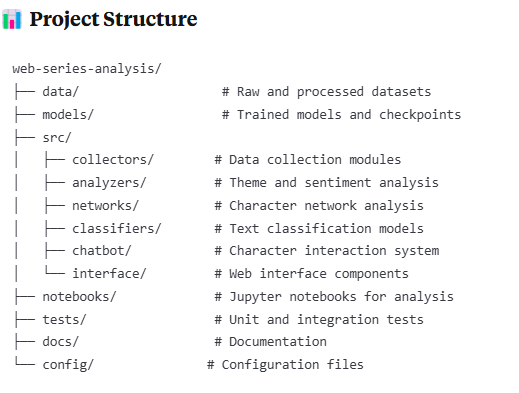 📊 Project Structure
web-series-analysis/
├── data/                   # Raw and processed datasets
├── models/                 # Trained models and checkpoints
├── src/
│   ├── collectors/        # Data collection modules
│   ├── analyzers/         # Theme and sentiment analysis
│   ├── networks/          # Character network analysis
│   ├── classifiers/       # Text classification models
│   ├── chatbot/           # Character interaction system
│   └── interface/         # Web interface components
├── notebooks/             # Jupyter notebooks for analysis
├── tests/                 # Unit and integration tests
├── docs/                  # Documentation
└── config/               # Configuration files